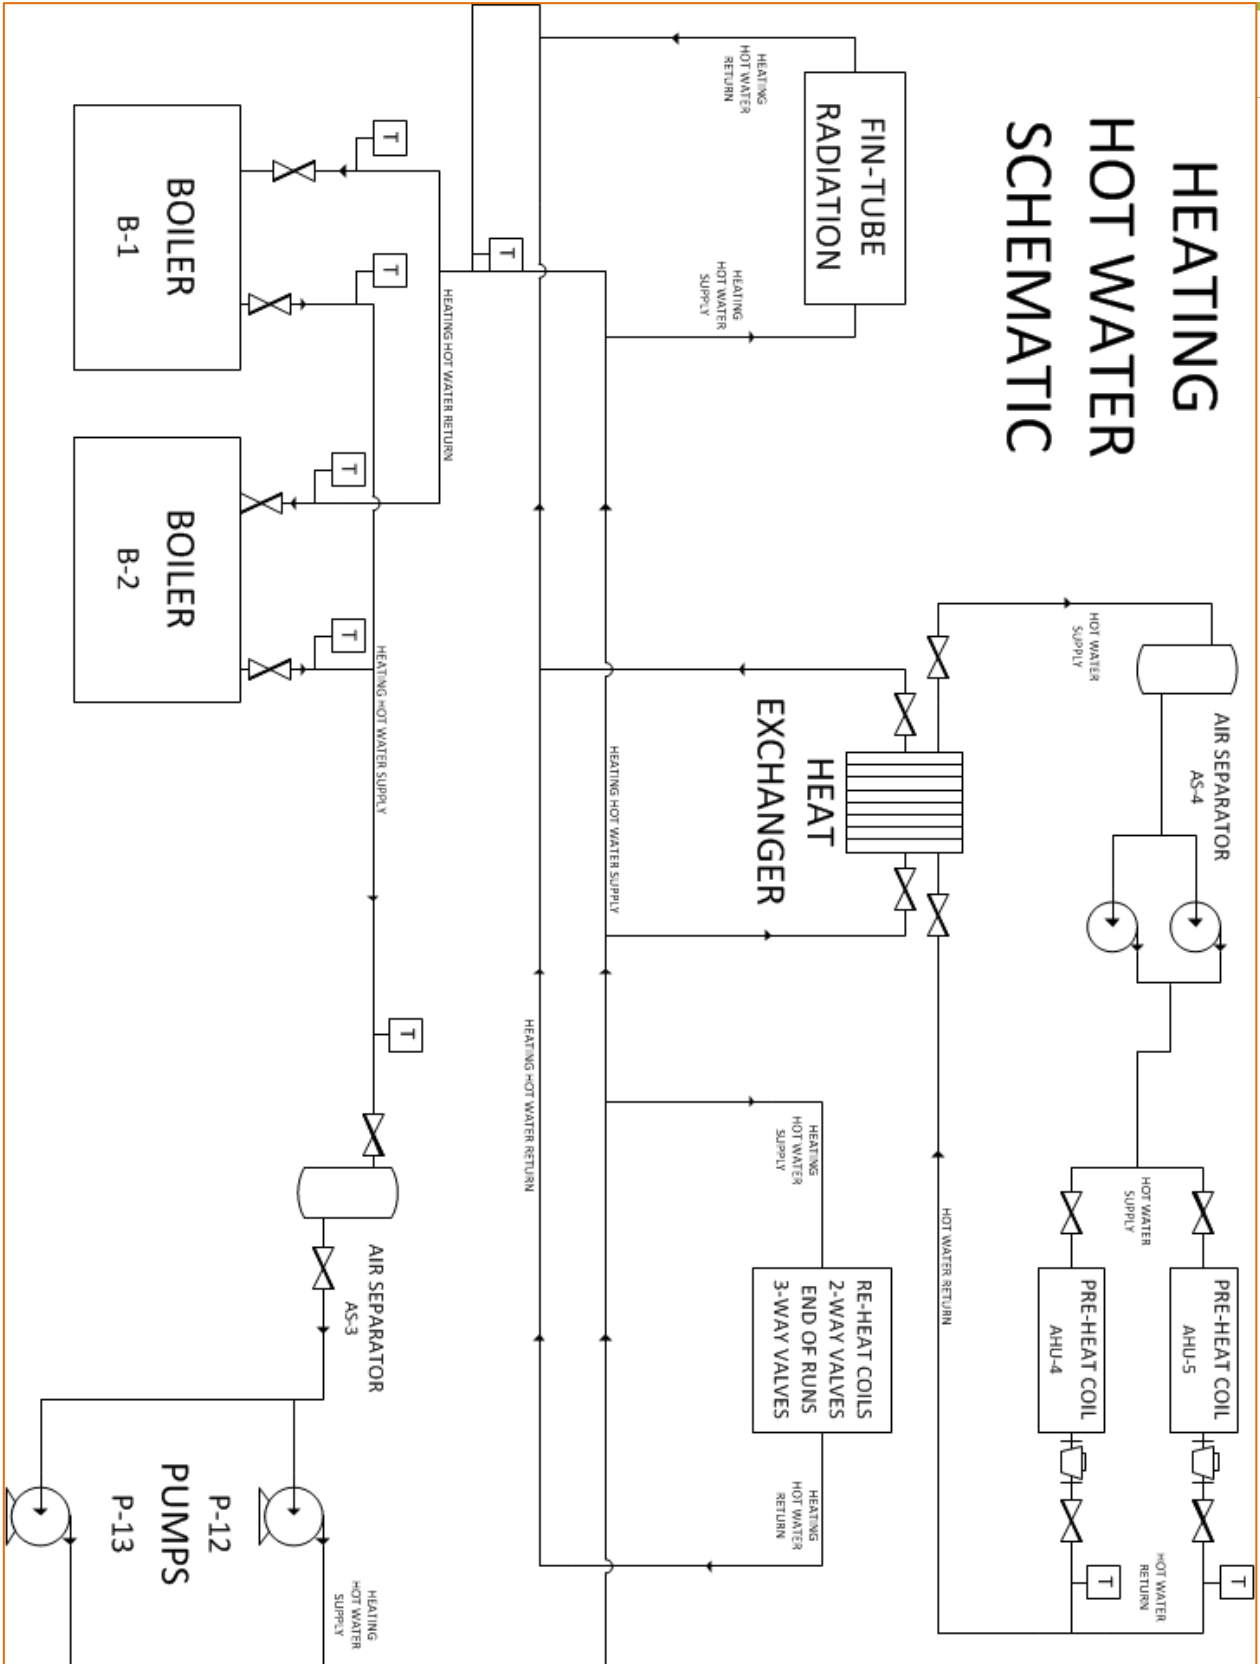 HEATING
HOT WATER
SCHEMATIC
FIN-TUBE
RADIATION
HEATING
HOT WATER
RETURN
HEATING
HOT WATER
SUPPLY
HOT WATER
SUPPLY
AIR SEPARATOR
AS-4
HEAT
EXCHANGER
HOT WATER
SUPPLY
PRE-HEAT COIL
AHU-5
PRE-HEAT COIL
AHU-4
T
T
HOT WATER
RETURN
HOT WATER RETURN
HEATING
HOT WATER
SUPPLY
RE-HEAT COILS
2-WAY VALVES
END OF RUNS
3-WAY VALVES
HEATING
HOT WATER
RETURN
HEATING HOT WATER SUPPLY
HEATING HOT WATER RETURN
T
HEATING HOT WATER RETURN
T
T
T
T
HEATING HOT WATER SUPPLY
T
BOILER
B-1
BOILER
B-2
AIR SEPARATOR
AS-3
P-12
PUMPS
P-13
HEATING
HOT WATER
SUPPLY